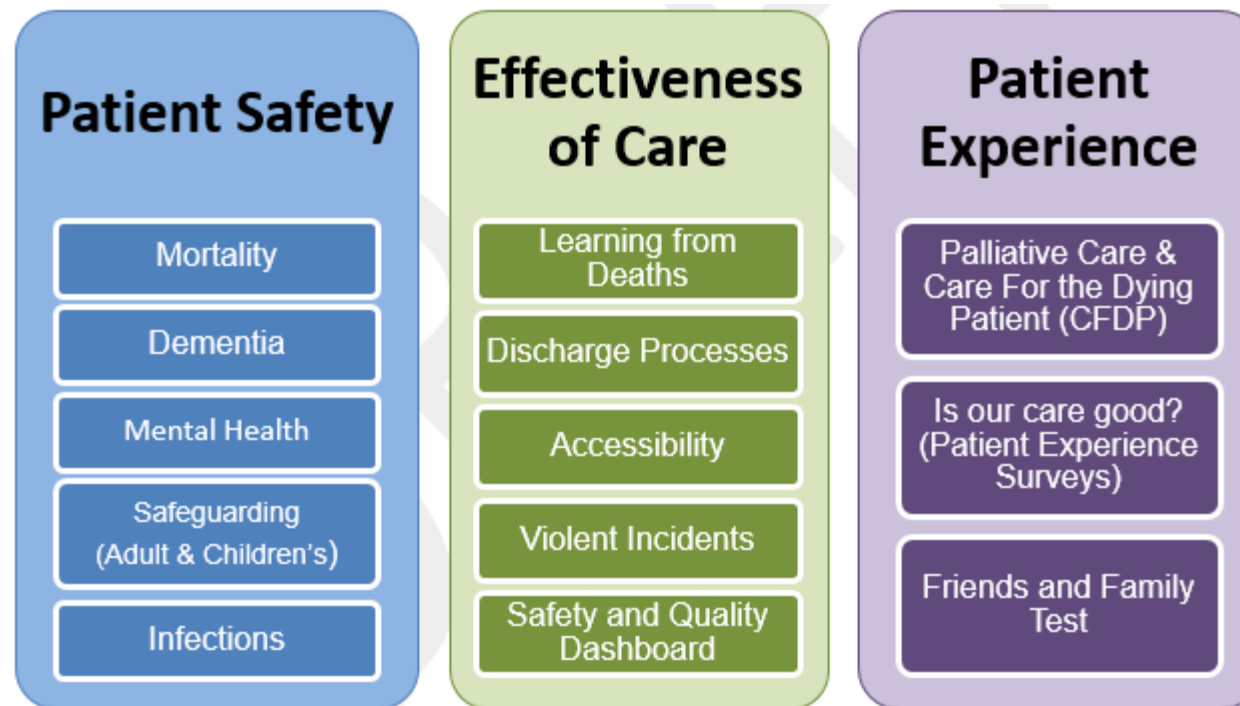 Patient Safety
Mortality
Dementia
Mental Health
Safeguarding
(Adult & Children's)
Infections
Effectiveness
of Care
Learning from
Deaths
Discharge Processes
Accessibility
Violent Incidents
Safety and Quality
Dashboard
Patient
Experience
Palliative Care &
Care For the Dying
Patient (CFDP)
Is our care good?
(Patient Experience
Surveys)
Friends and Family
Test